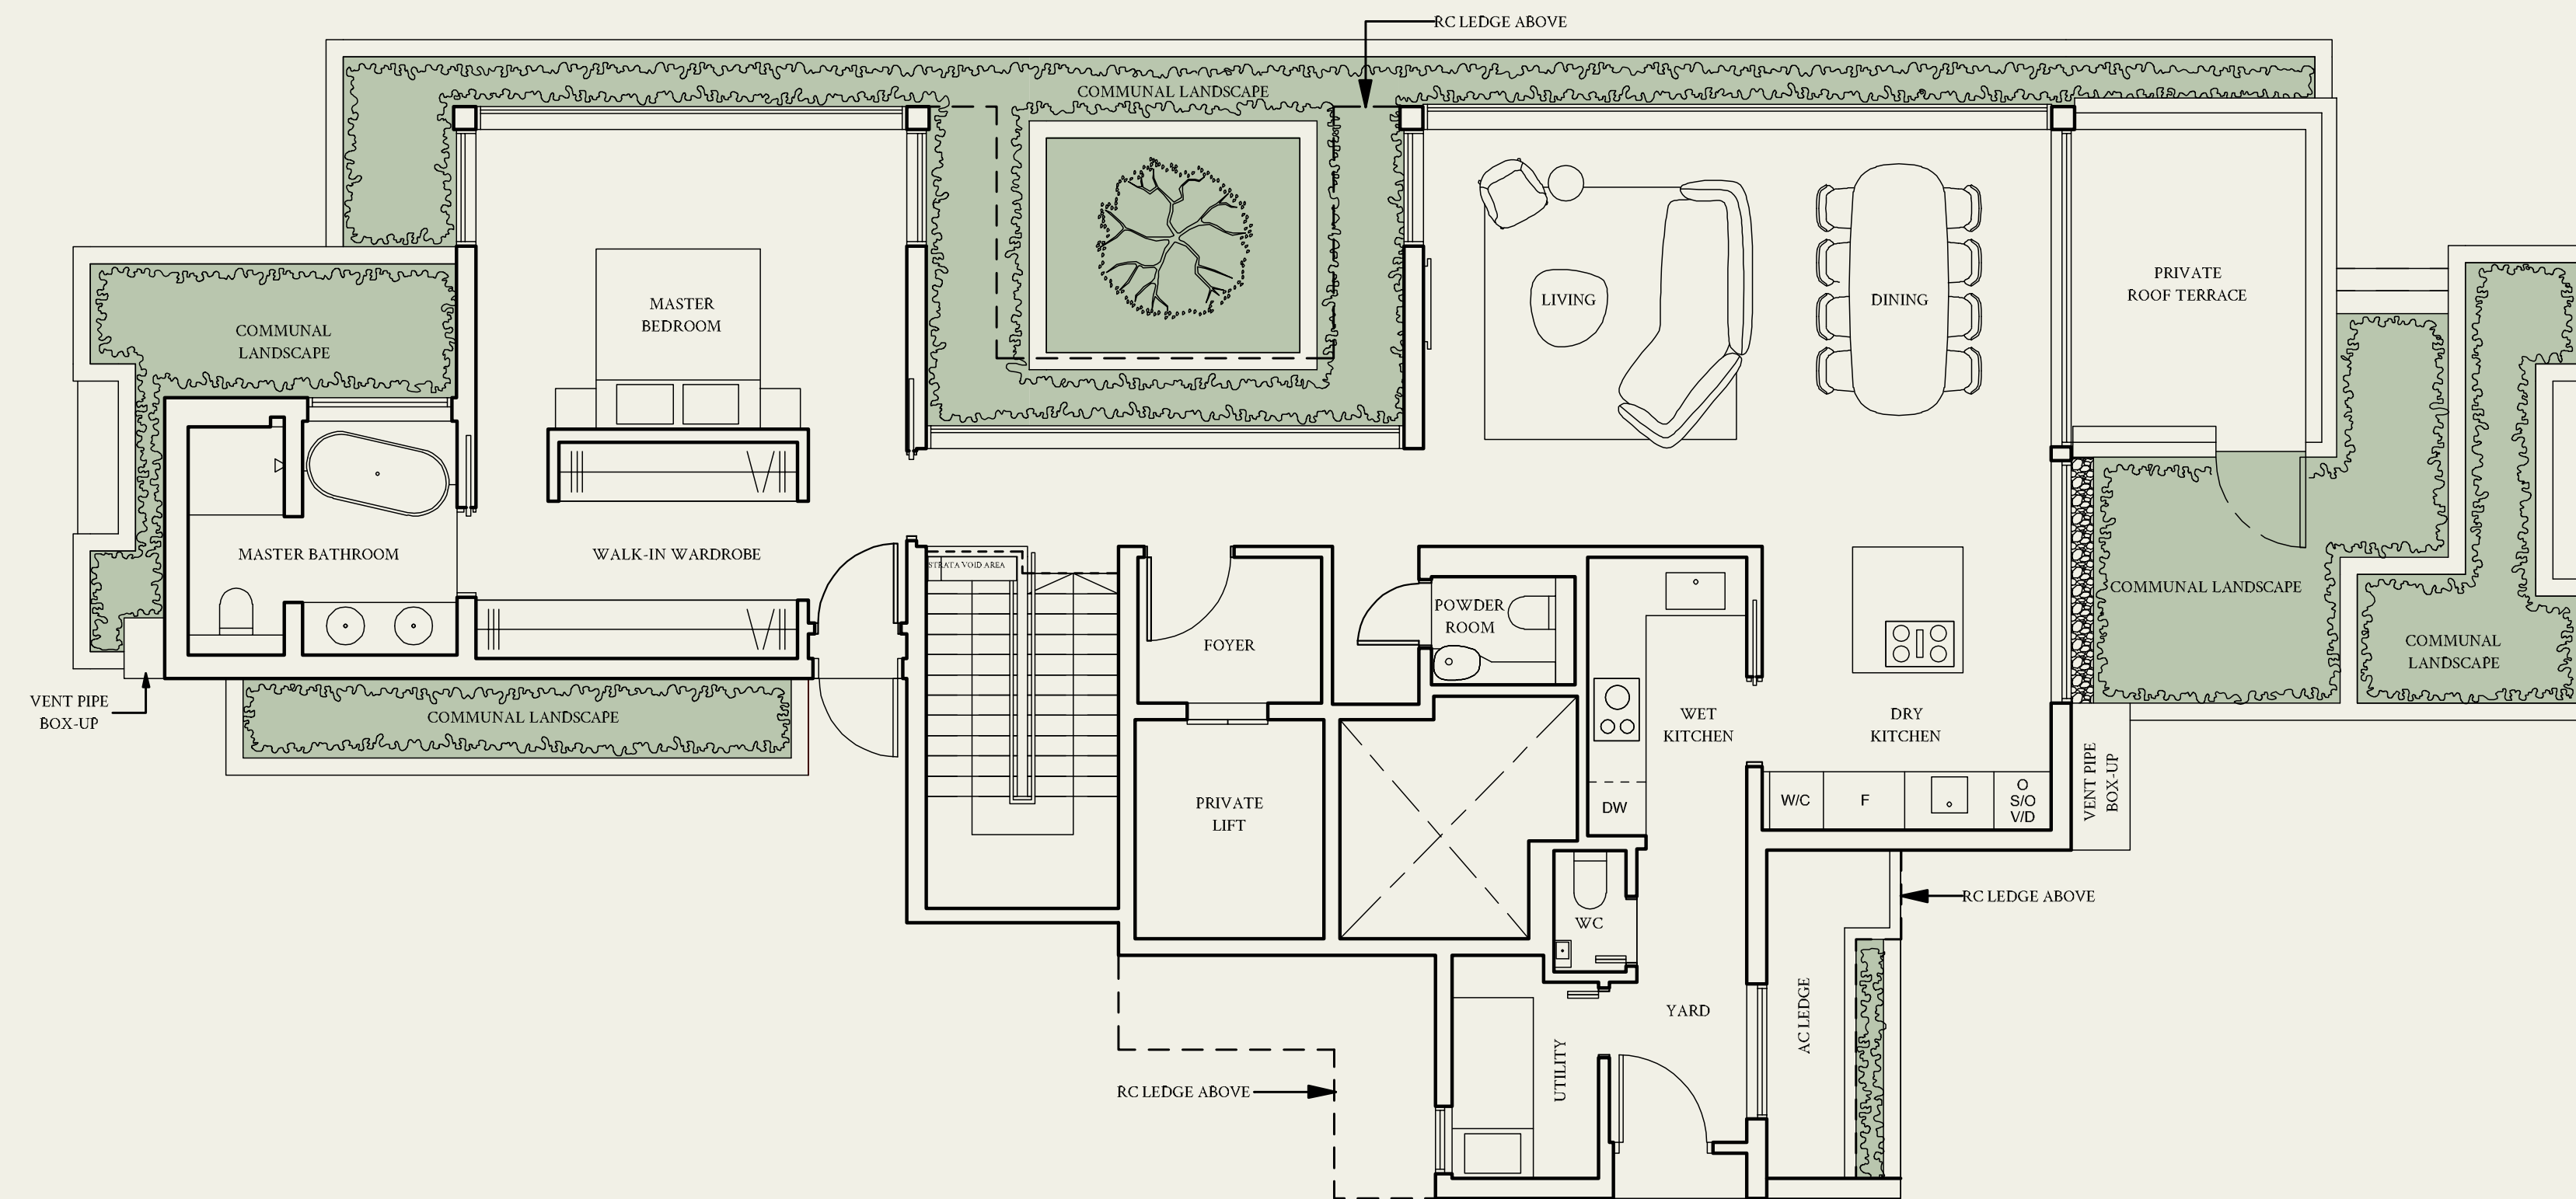 RC LEDGE ABOVE
COMMUNAL LANDSCAPE
MASTER
BEDROOM
LIVING
DINING
PRIVATE
ROOF TERRACE
COMMUNAL
LANDSCAPE
MASTER BATHROOM
WALK-IN WARDROBE
STRATA VOID AREA
FOYER
POWDER
ROOM
COMMUNAL LANDSCAPE
COMMUNAL
LANDSCAPE
VENT PIPE
BOX-UP
COMMUNAL LANDSCAPE
WET
KITCHEN
DRY
KITCHEN
PRIVATE
LIFT
DW
W/C
F
O
S/O
V/D
VENT PIPE
BOX-UP
WC
RC LEDGE ABOVE
YARD
AC LEDGE
UTILITY
RC LEDGE ABOVE